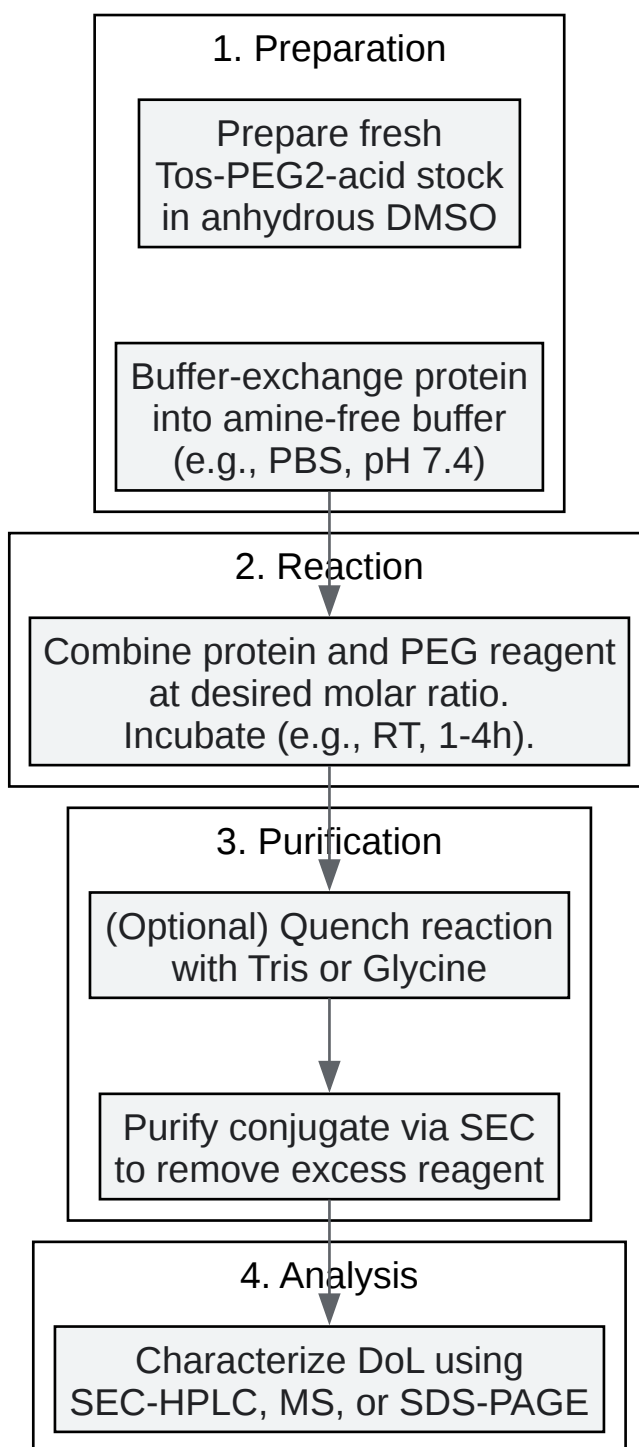 1. Preparation
Prepare fresh
Tos-PEG2-acid stock
in anhydrous DMSO
Buffer-exchange protein
into amine-free buffer
(e.g., PBS, pH 7.4)
2. Reaction
Combine protein and PEG reagent
at desired molar ratio.
Incubate (e.g., RT, 1-4h).
3. Purification
(Optional) Quench reaction
with Tris or Glycine
Purify conjugate via SEC
to remove excess reagent
4. Analysis
Characterize DoL using
SEC-HPLC, MS, or SDS-PAGE